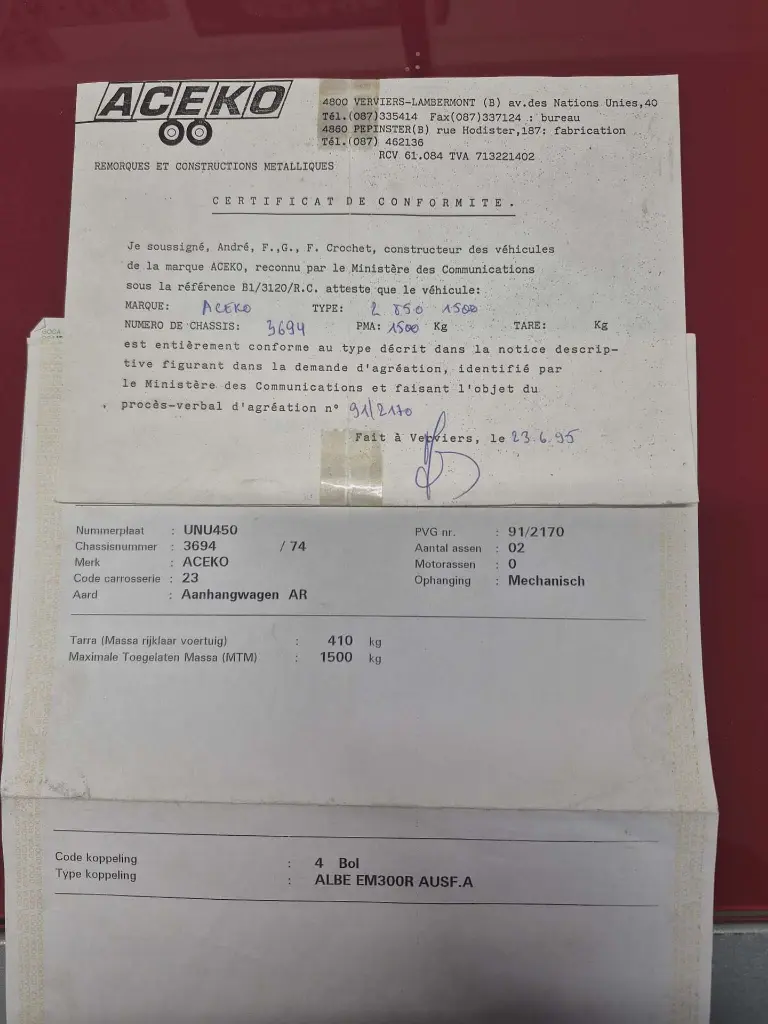 ACEKO
4800 VERVIERS-LAMBERMONT (B) av.des Nations Unies,40
Tél.(087)335414 Fax(087)337124 .: bureau
4860 PEPINSTER(B) rue Hodister,187: fabrication
Tél.(087) 462136
RCV 61.084 TVA 713221402
REMORQUES ET CONSTRUCTIONS METALLIQUES
CERTIFICAT DE CONFORMITE.
Je soussigné, André, F.,G., F. Crochet, constructeur des véhicules
de la marque ACEKO, reconnu par le Ministère des Communications
sous la référence B1/3120/R.C. atteste que le véhicule:
MARQUE: ACEKO TYPE: 2 850 1500
NUMERO DE CHASSIS: 3694 PMA: 1500 Kg TARE: Kg
est entièrement conforme au type décrit dans la notice descrip-
tive figurant dans la demande d'agréation, identifié par
le Ministère des Communications et faisant l'objet du
procès-verbal d'agréation n° 91/2170
Fait à Verviers, le 23.6.95
Nummerplaat : UNU450 PVG nr. : 91/2170
Chassisnummer : 3694 / 74 Aantal assen : 02
Merk : ACEKO Motorassen : 0
Code carrosserie : 23 Ophanging : Mechanisch
Aard : Aanhangwagen AR
Tarra (Massa rijklaar voertuig) : 410 kg
Maximale Toegelaten Massa (MTM) : 1500 kg
Code koppeling : 4 Bol
Type koppeling : ALBE EM300R AUSF.A